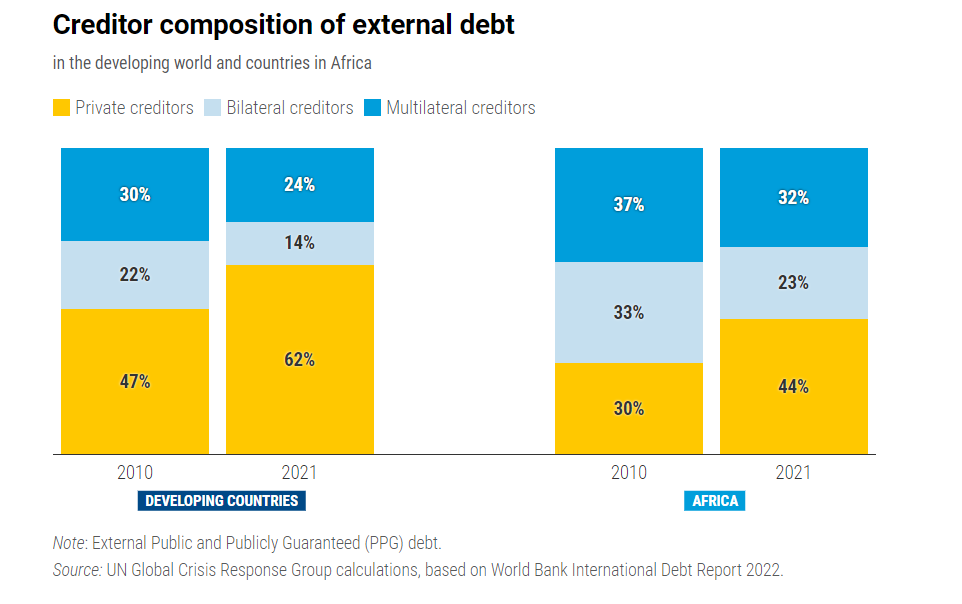 Creditor composition of external debt
in the developing world and countries in Africa
Private creditors Bilateral creditors Multilateral creditors
30% 24% 37% 32%
22% 14% 33% 23%
47% 62% 30% 44%
2010 2021 2010 2021
DEVELOPING COUNTRIES AFRICA
Note: External Public and Publicly Guaranteed (PPG) debt.
Source: UN Global Crisis Response Group calculations, based on World Bank International Debt Report 2022.